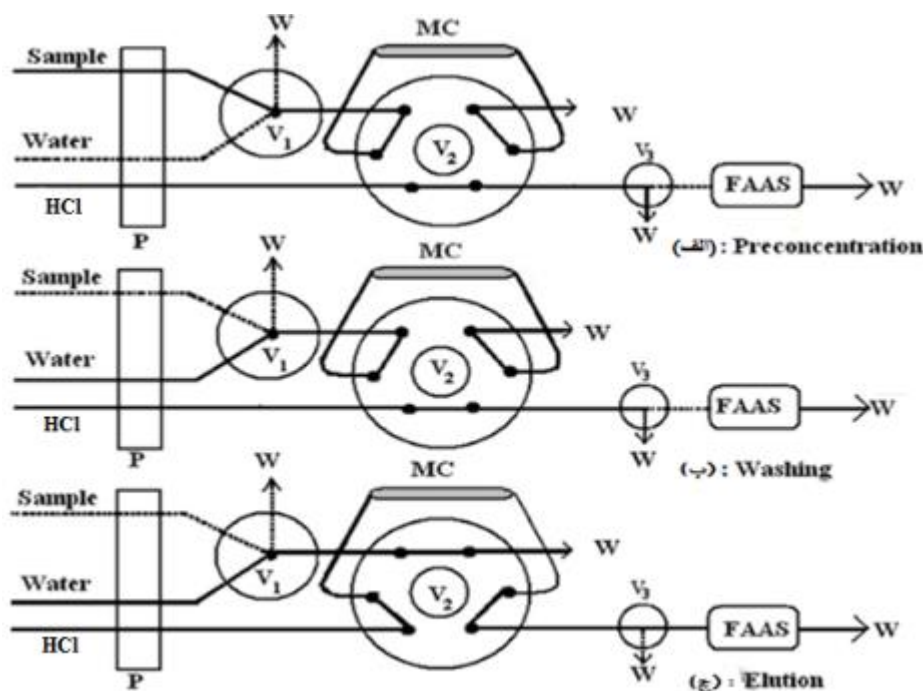 W
MC
Sample
V1
W
Water
V2
V3
FAAS
W
HCl
W
P
(الف) : Preconcentration
W
MC
Sample
V1
W
Water
V2
V3
FAAS
W
HCl
W
P
(ب) : Washing
W
MC
Sample
V1
W
Water
V2
V3
FAAS
W
HCl
W
P
(ج) : Elution